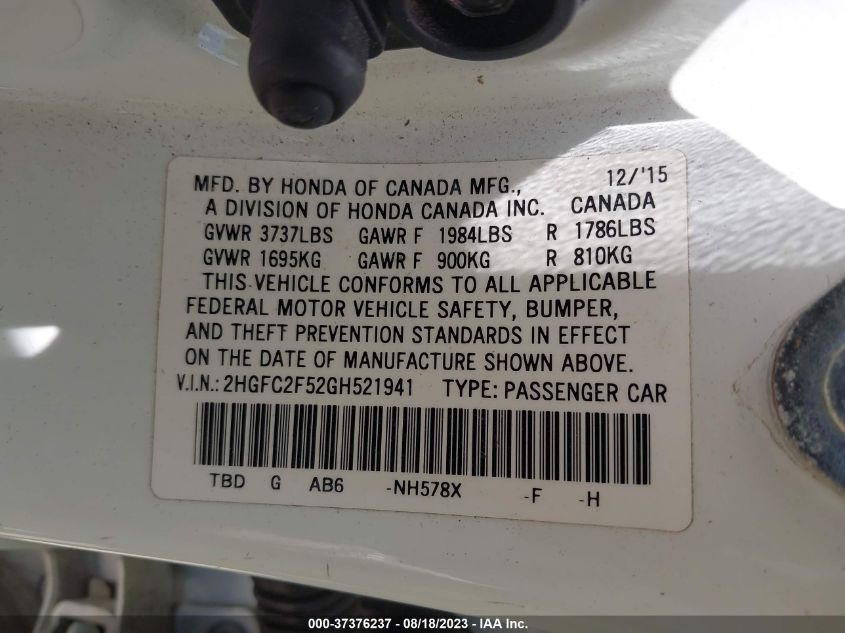 MFD. BY HONDA OF CANADA MFG., 12/'15
A DIVISION OF HONDA CANADA INC. CANADA
GVWR 3737LBS GAWR F 1984LBS R 1786LBS
GVWR 1695KG GAWR F 900KG R 810KG
THIS VEHICLE CONFORMS TO ALL APPLICABLE
FEDERAL MOTOR VEHICLE SAFETY, BUMPER,
AND THEFT PREVENTION STANDARDS IN EFFECT
ON THE DATE OF MANUFACTURE SHOWN ABOVE.
V.I.N.: 2HGFC2F52GH521941 TYPE: PASSENGER CAR
TBD G AB6 -NH578X -F -H
000-37376237 - 08/18/2023 - IAA Inc.